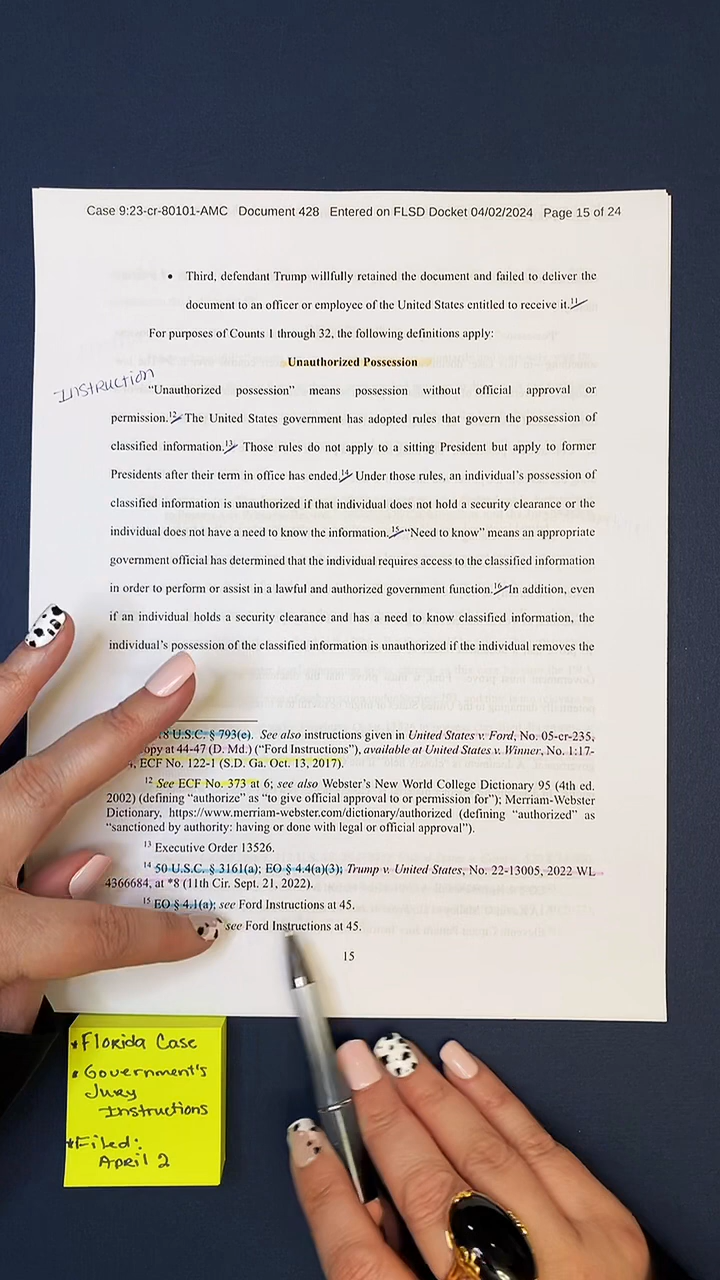 Case 9:23-cr-80101-AMC Document 428 Entered on FLSD Docket 04/02/2024 Page 15 of 24
• Third, defendant Trump willfully retained the document and failed to deliver the
document to an officer or employee of the United States entitled to receive it.11
For purposes of Counts 1 through 32, the following definitions apply:
Unauthorized Possession
Instruction
“Unauthorized possession” means possession without official approval or
permission.12 The United States government has adopted rules that govern the possession of
classified information.13 Those rules do not apply to a sitting President but apply to former
Presidents after their term in office has ended.14 Under those rules, an individual’s possession of
classified information is unauthorized if that individual does not hold a security clearance or the
individual does not have a need to know the information.15 “Need to know” means an appropriate
government official has determined that the individual requires access to the classified information
in order to perform or assist in a lawful and authorized government function.16 In addition, even
if an individual holds a security clearance and has a need to know classified information, the
individual’s possession of the classified information is unauthorized if the individual removes the
8 U.S.C. § 793(e). See also instructions given in United States v. Ford, No. 05-cr-235,
copy at 44-47 (D. Md.) (“Ford Instructions”), available at United States v. Winner, No. 1:17-
ECF No. 122-1 (S.D. Ga. Oct. 13, 2017).
12 See ECF No. 373 at 6; see also Webster’s New World College Dictionary 95 (4th ed.
2002) (defining “authorize” as “to give official approval to or permission for”); Merriam-Webster
Dictionary, https://www.merriam-webster.com/dictionary/authorized (defining “authorized” as
“sanctioned by authority: having or done with legal or official approval”).
13 Executive Order 13526.
14 50 U.S.C. § 3161(a); EO § 4.4(a)(3); Trump v. United States, No. 22-13005, 2022 WL
4366684, at *8 (11th Cir. Sept. 21, 2022).
15 EO § 4.1(a); see Ford Instructions at 45.
see Ford Instructions at 45.
15
* Florida Case
• Government's
Jury
Instructions
* Filed:
April 2